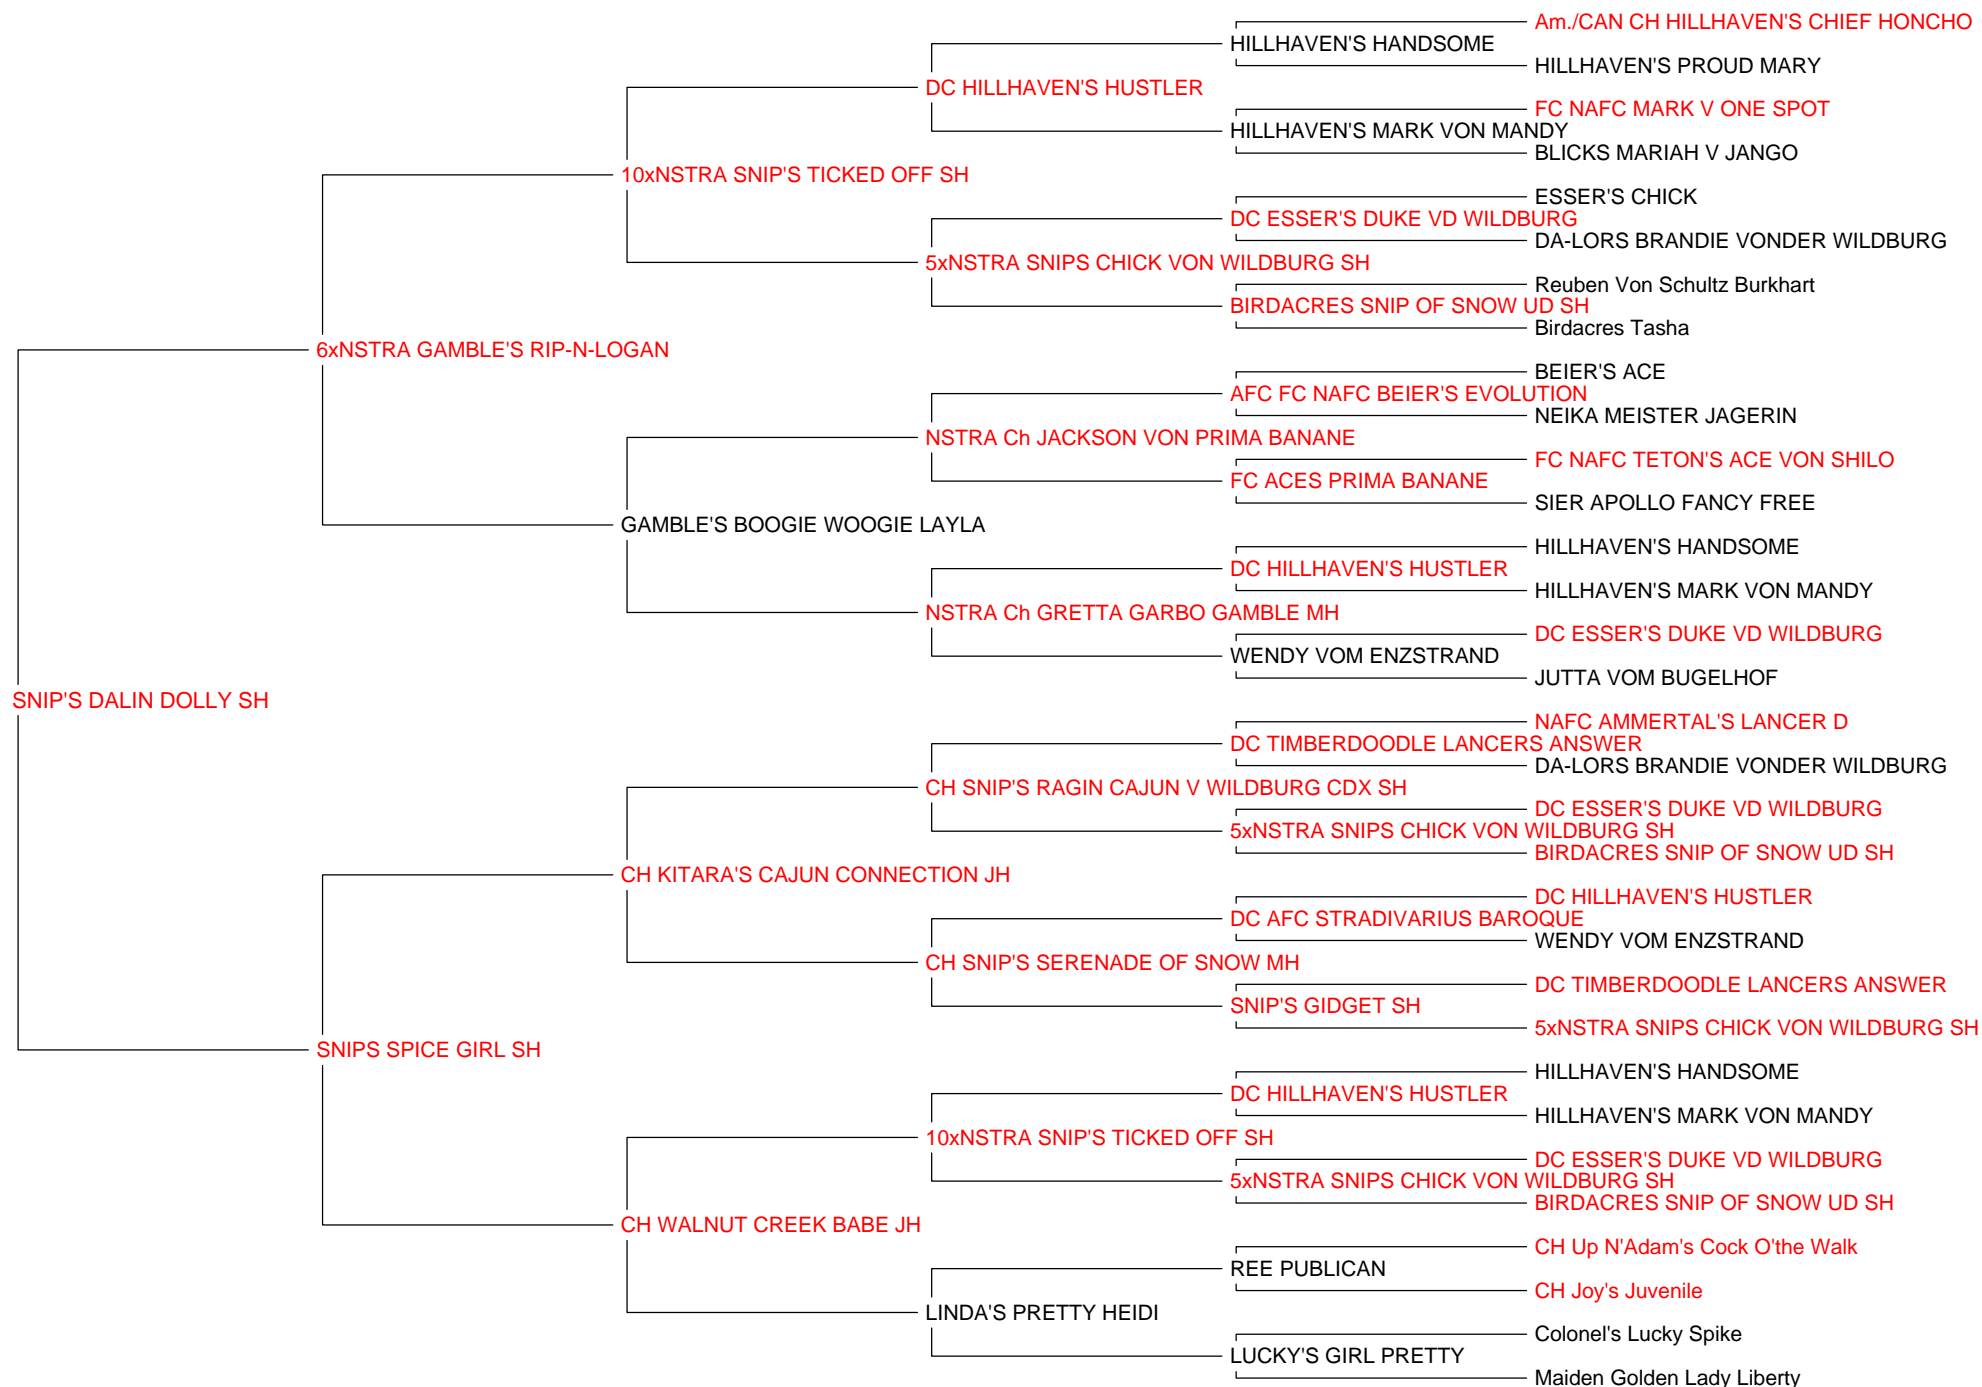 Am./CAN CH HILLHAVEN'S CHIEF HONCHO
HILLHAVEN'S HANDSOME
HILLHAVEN'S PROUD MARY
DC HILLHAVEN'S HUSTLER
FC NAFC MARK V ONE SPOT
HILLHAVEN'S MARK VON MANDY
BLICKS MARIAH V JANGO
10xNSTRA SNIP'S TICKED OFF SH
ESSER'S CHICK
DC ESSER'S DUKE VD WILDBURG
DA-LORS BRANDIE VONDER WILDBURG
5xNSTRA SNIPS CHICK VON WILDBURG SH
Reuben Von Schultz Burkhart
BIRDACRES SNIP OF SNOW UD SH
Birdacres Tasha
6xNSTRA GAMBLE'S RIP-N-LOGAN
BEIER'S ACE
AFC FC NAFC BEIER'S EVOLUTION
NEIKA MEISTER JAGERIN
NSTRA Ch JACKSON VON PRIMA BANANE
FC NAFC TETON'S ACE VON SHILO
FC ACES PRIMA BANANE
SIER APOLLO FANCY FREE
GAMBLE'S BOOGIE WOOGIE LAYLA
HILLHAVEN'S HANDSOME
DC HILLHAVEN'S HUSTLER
HILLHAVEN'S MARK VON MANDY
NSTRA Ch GRETTA GARBO GAMBLE MH
DC ESSER'S DUKE VD WILDBURG
WENDY VOM ENZSTRAND
JUTTA VOM BUGELHOF
SNIP'S DALIN DOLLY SH
NAFC AMMERTAL'S LANCER D
DC TIMBERDOODLE LANCERS ANSWER
DA-LORS BRANDIE VONDER WILDBURG
CH SNIP'S RAGIN CAJUN V WILDBURG CDX SH
DC ESSER'S DUKE VD WILDBURG
5xNSTRA SNIPS CHICK VON WILDBURG SH
BIRDACRES SNIP OF SNOW UD SH
CH KITARA'S CAJUN CONNECTION JH
DC HILLHAVEN'S HUSTLER
DC AFC STRADIVARIUS BAROQUE
WENDY VOM ENZSTRAND
CH SNIP'S SERENADE OF SNOW MH
DC TIMBERDOODLE LANCERS ANSWER
SNIP'S GIDGET SH
5xNSTRA SNIPS CHICK VON WILDBURG SH
SNIPS SPICE GIRL SH
HILLHAVEN'S HANDSOME
DC HILLHAVEN'S HUSTLER
HILLHAVEN'S MARK VON MANDY
10xNSTRA SNIP'S TICKED OFF SH
DC ESSER'S DUKE VD WILDBURG
5xNSTRA SNIPS CHICK VON WILDBURG SH
BIRDACRES SNIP OF SNOW UD SH
CH WALNUT CREEK BABE JH
CH Up N'Adam's Cock O'the Walk
REE PUBLICAN
CH Joy's Juvenile
LINDA'S PRETTY HEIDI
Colonel's Lucky Spike
LUCKY'S GIRL PRETTY
Maiden Golden Lady Liberty